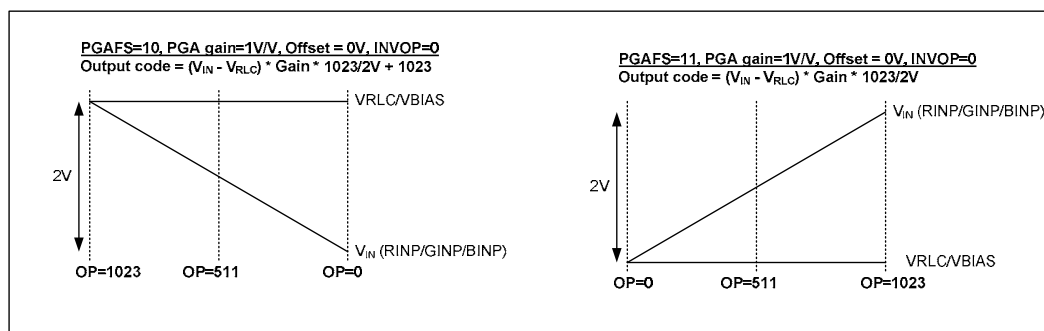 PGAFS=10, PGA gain=1V/V, Offset = 0V, INVOP=0
Output code = (VIN - VRLC) * Gain * 1023/2V + 1023
VRLC/VBIAS
2V
VIN (RINP/GINP/BINP)
OP=1023
OP=511
OP=0
PGAFS=11, PGA gain=1V/V, Offset = 0V, INVOP=0
Output code = (VIN - VRLC) * Gain * 1023/2V
VIN (RINP/GINP/BINP)
2V
VRLC/VBIAS
OP=0
OP=511
OP=1023